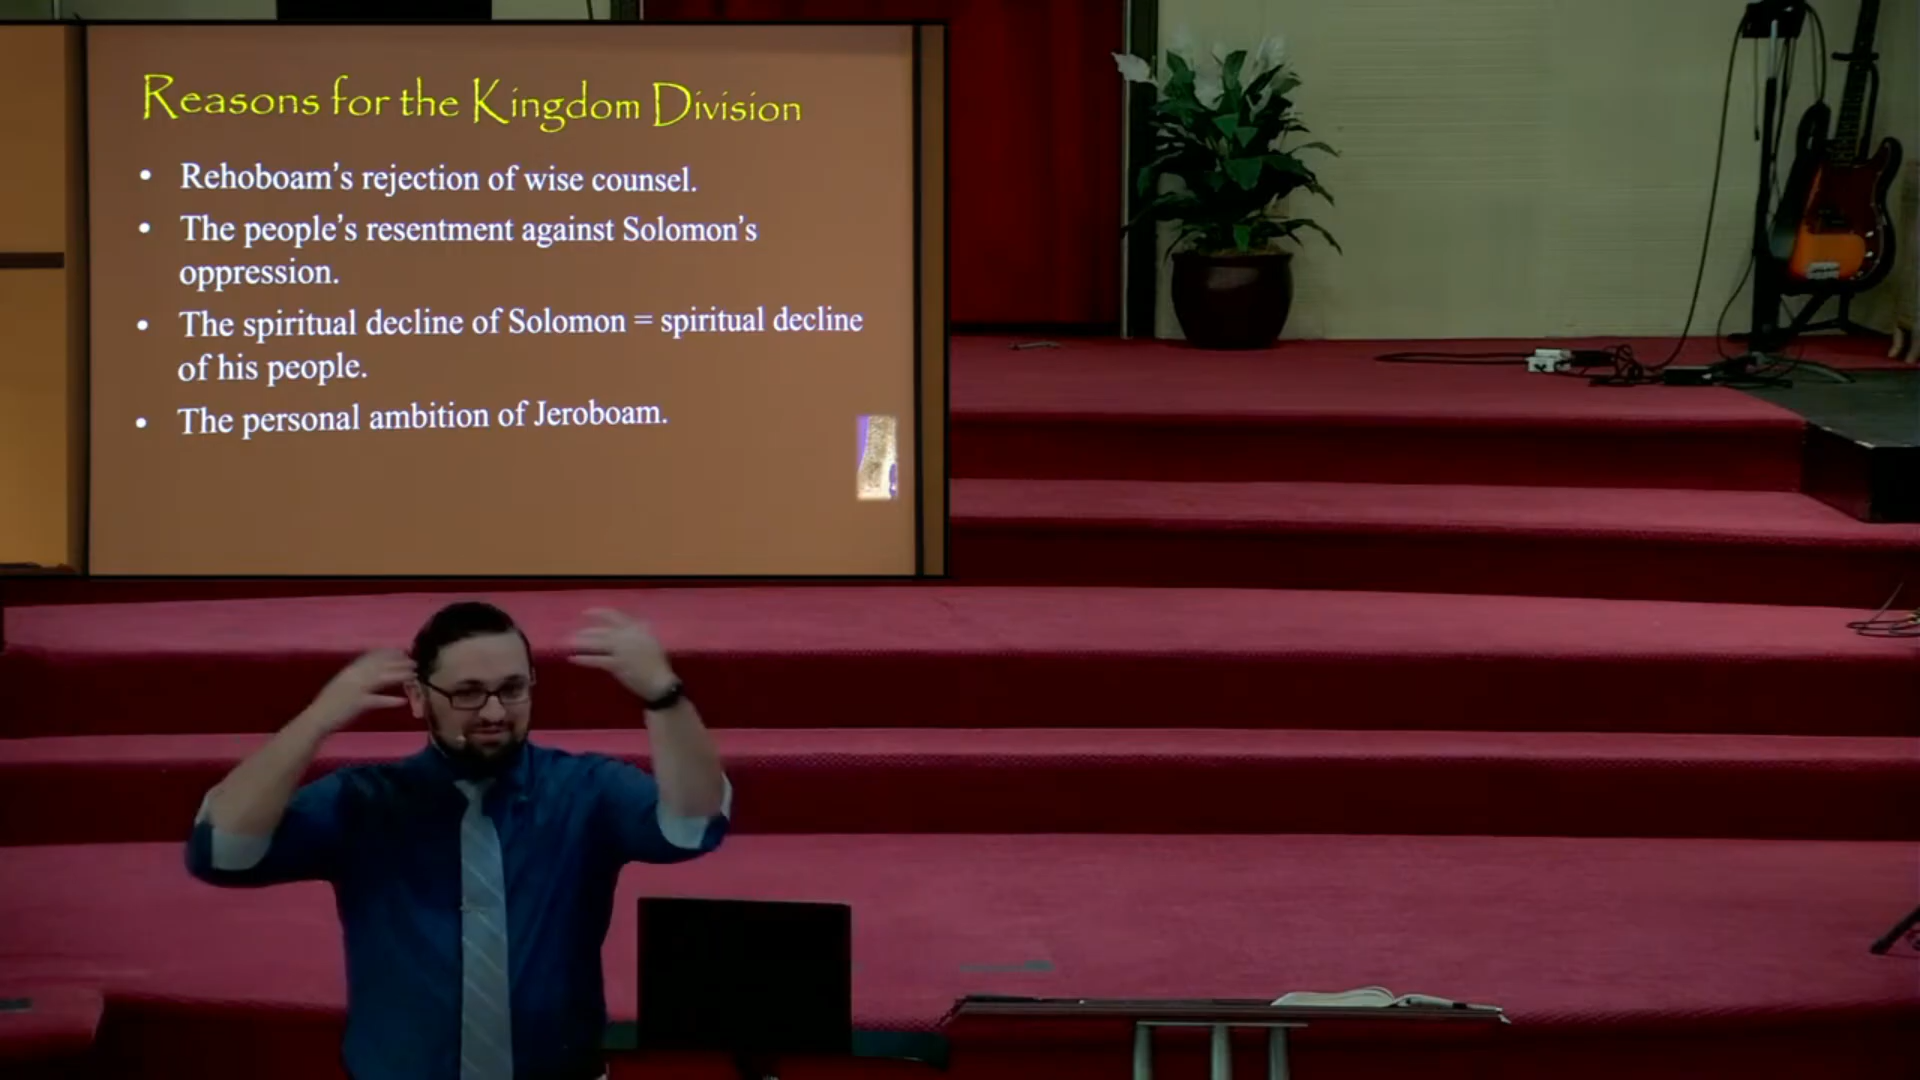 Reasons for the Kingdom Division
• Rehoboam's rejection of wise counsel.
• The people's resentment against Solomon's
oppression.
• The spiritual decline of Solomon = spiritual decline
of his people.
• The personal ambition of Jeroboam.